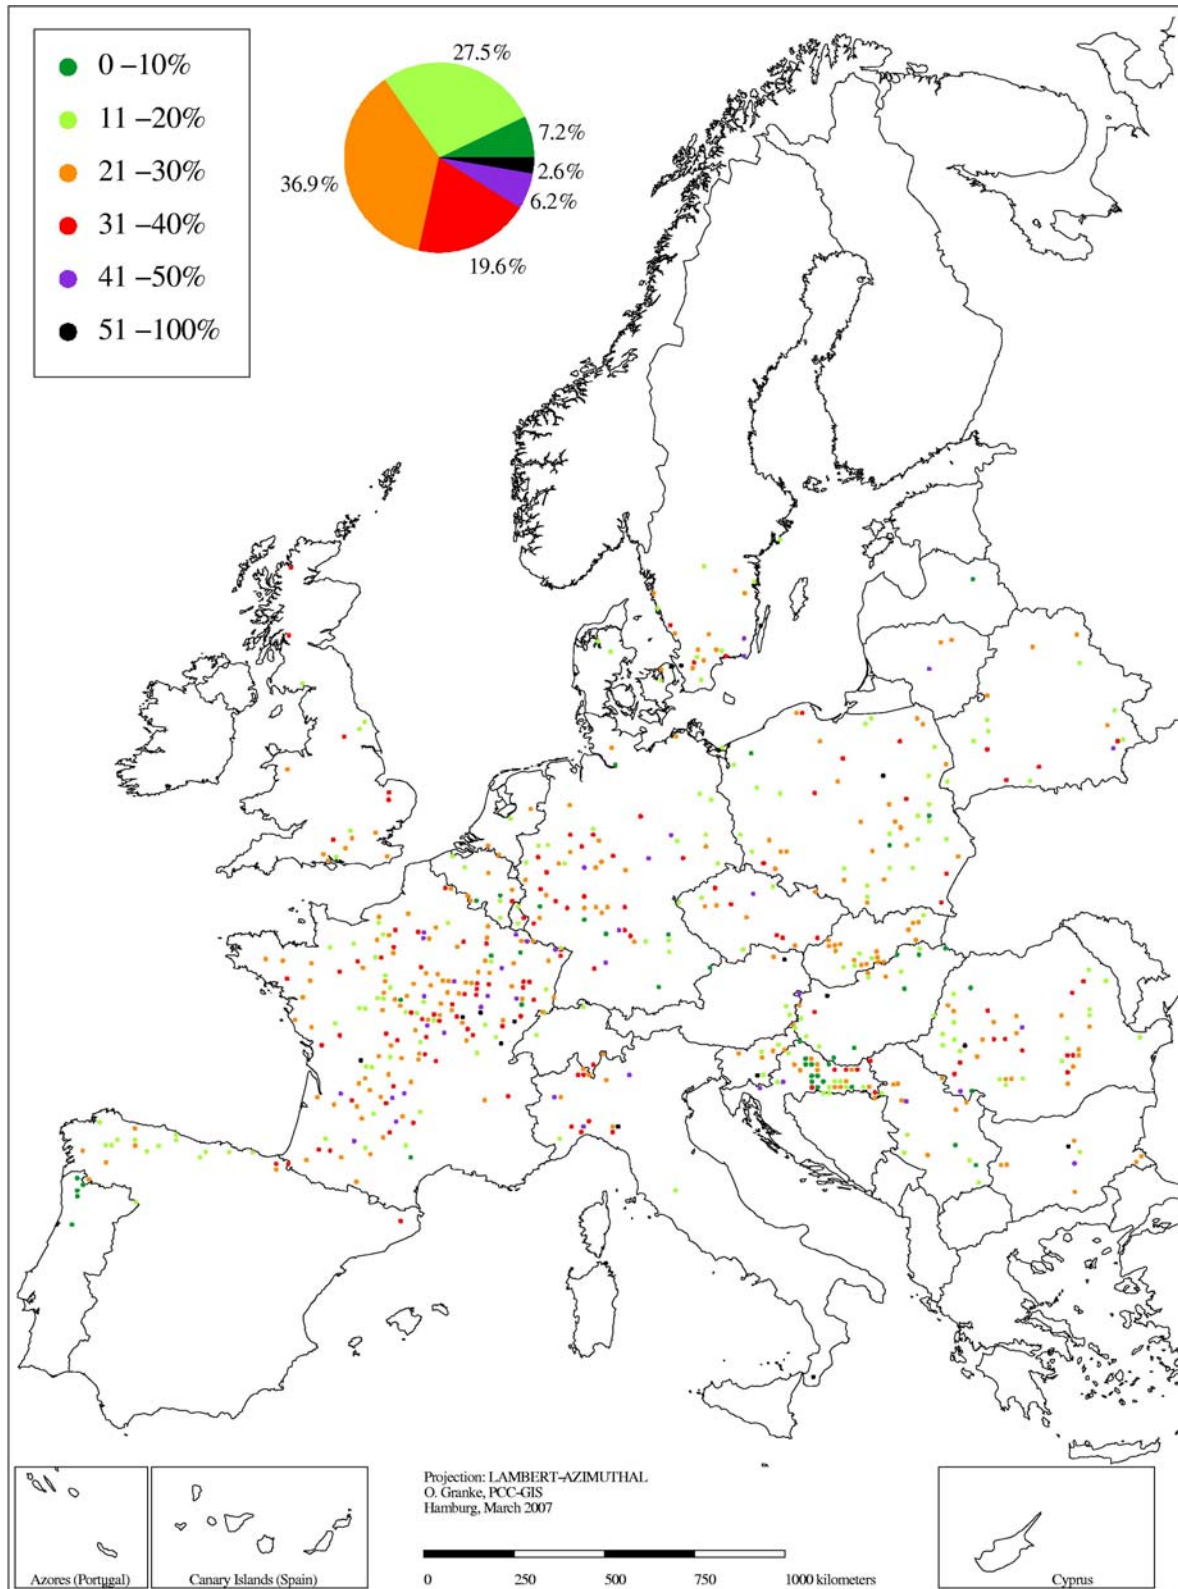 0 –10%
11 –20%
21 –30%
31 –40%
41 –50%
51 –100%
27.5%
7.2%
2.6%
6.2%
36.9%
19.6%
Projection: LAMBERT-AZIMUTHAL
O. Granke, PCC-GIS
Hamburg, March 2007
0 250 500 750 1000 kilometers
Azores (Portugal)
Canary Islands (Spain)
Cyprus